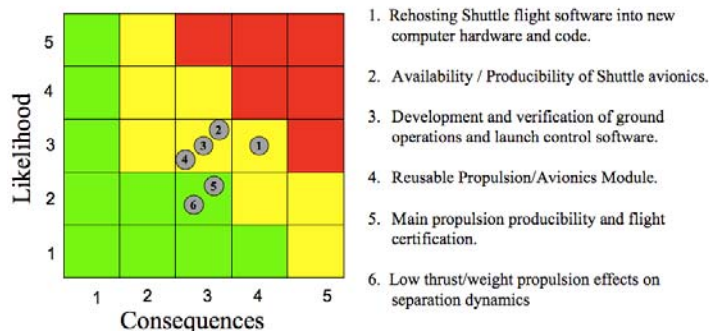 5
4
3
2
1
Likelihood
2
3
1
4
5
6
1 2 3 4 5
Consequences
1. Rehosting Shuttle flight software into new
computer hardware and code.
2. Availability / Producibility of Shuttle avionics.
3. Development and verification of ground
operations and launch control software.
4. Reusable Propulsion/Avionics Module.
5. Main propulsion producibility and flight
certification.
6. Low thrust/weight propulsion effects on
separation dynamics